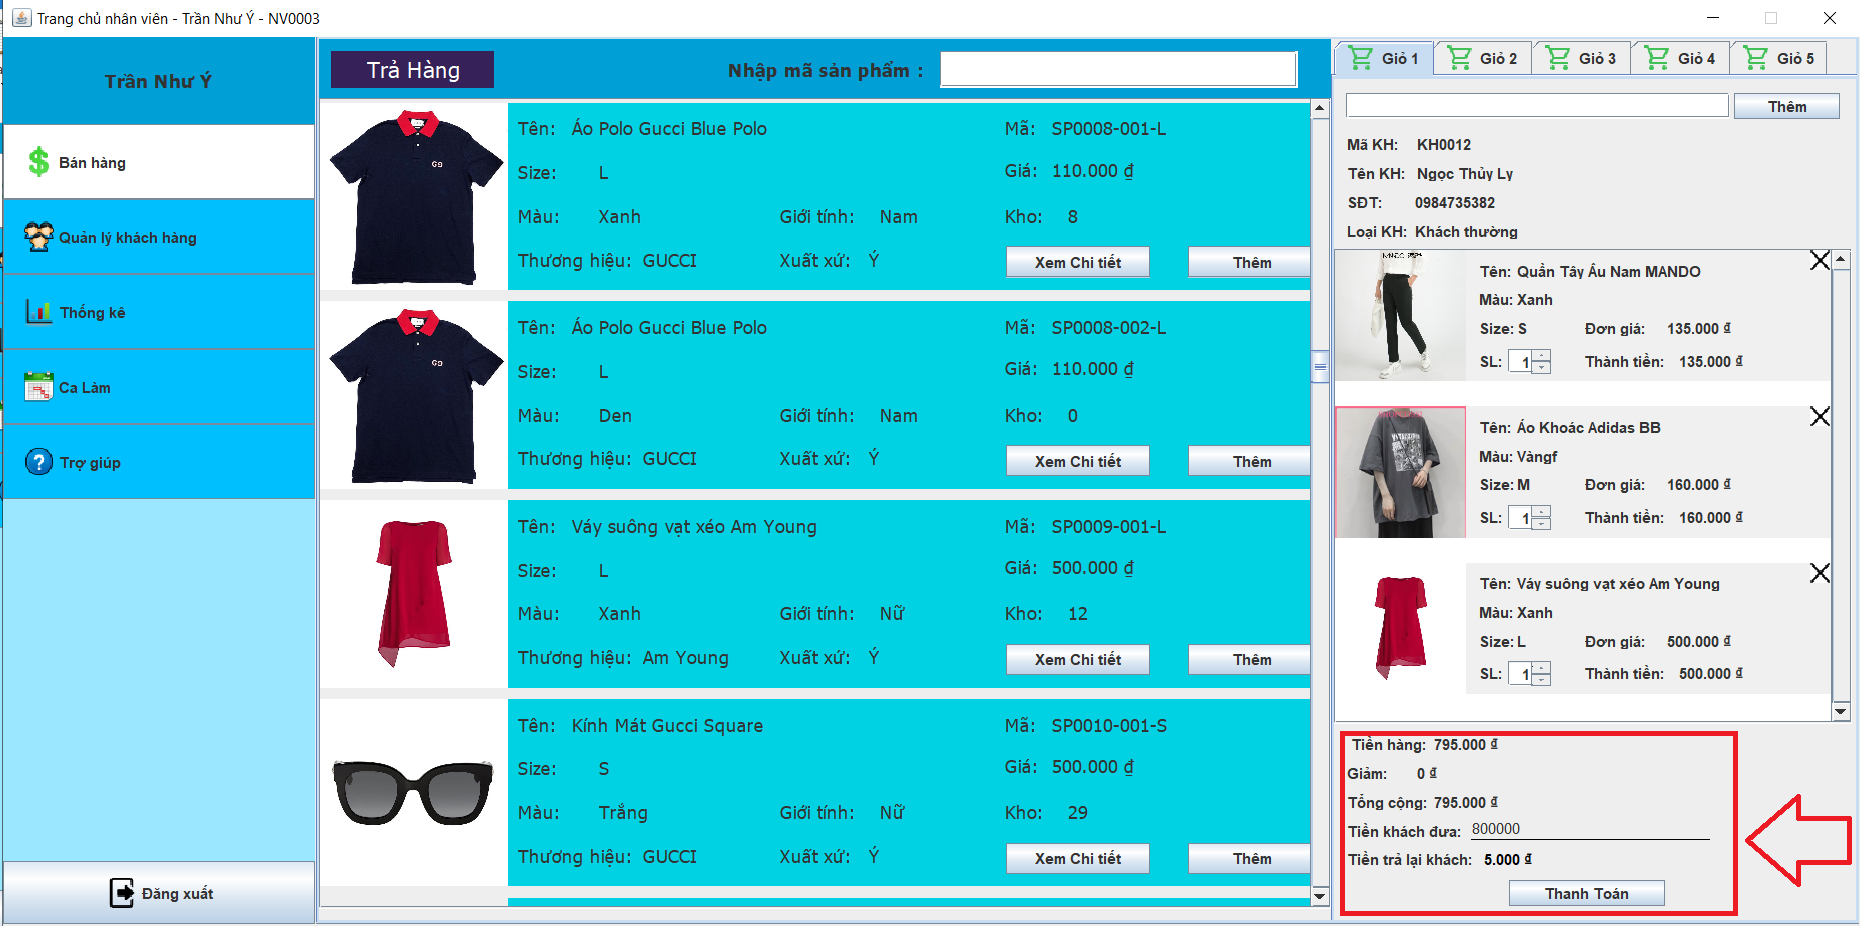 Trang chủ nhân viên - Trần Như Ý - NV0003
Trần Như Ý
Bán hàng
Quản lý khách hàng
Thống kê
Ca Làm
Trợ giúp
Đăng xuất
Trả Hàng
Nhập mã sản phẩm :
Tên: Áo Polo Gucci Blue Polo Mã: SP0008-001-L
Size: L Giá: 110.000 ₫
Màu: Xanh Giới tính: Nam Kho: 8
Thương hiệu: GUCCI Xuất xứ: Ý Xem Chi tiết Thêm
Tên: Áo Polo Gucci Blue Polo Mã: SP0008-002-L
Size: L Giá: 110.000 ₫
Màu: Den Giới tính: Nam Kho: 0
Thương hiệu: GUCCI Xuất xứ: Ý Xem Chi tiết Thêm
Tên: Váy suông vạt xéo Am Young Mã: SP0009-001-L
Size: L Giá: 500.000 ₫
Màu: Xanh Giới tính: Nữ Kho: 12
Thương hiệu: Am Young Xuất xứ: Ý Xem Chi tiết Thêm
Tên: Kính Mát Gucci Square Mã: SP0010-001-S
Size: S Giá: 500.000 ₫
Màu: Trắng Giới tính: Nữ Kho: 29
Thương hiệu: GUCCI Xuất xứ: Ý Xem Chi tiết Thêm
Giỏ 1 Giỏ 2 Giỏ 3 Giỏ 4 Giỏ 5
Thêm
Mã KH: KH0012
Tên KH: Ngọc Thủy Ly
SĐT: 0984735382
Loại KH: Khách thường
Tên: Quần Tây Âu Nam MANDO
Màu: Xanh
Size: S Đơn giá: 135.000 ₫
SL: 1 Thành tiền: 135.000 ₫
Tên: Áo Khoác Adidas BB
Màu: Vàngf
Size: M Đơn giá: 160.000 ₫
SL: 1 Thành tiền: 160.000 ₫
Tên: Váy suông vạt xéo Am Young
Màu: Xanh
Size: L Đơn giá: 500.000 ₫
SL: 1 Thành tiền: 500.000 ₫
Tiền hàng: 795.000 ₫
Giảm: 0 ₫
Tổng cộng: 795.000 ₫
Tiền khách đưa: 800000
Tiền trả lại khách: 5.000 ₫
Thanh Toán